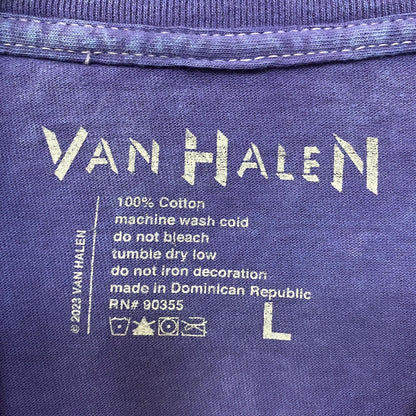 VAN HALEN
100% Cotton
machine wash cold
do not bleach
tumble dry low
do not iron decoration
made in Dominican Republic
RN# 90355
L
© 2023 VAN HALEN